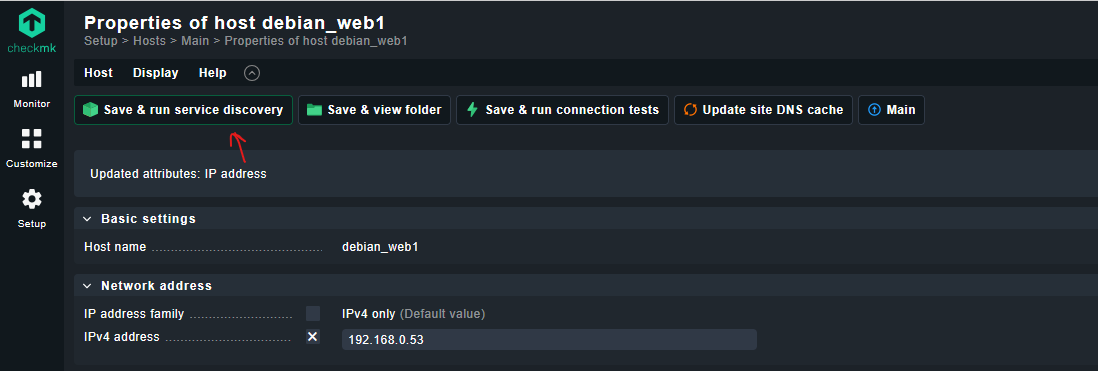 Properties of host debian_web1
Setup > Hosts > Main > Properties of host debian_web1
checkmk
Host Display Help
Monitor
Save & run service discovery Save & view folder Save & run connection tests Update site DNS cache Main
Customize
Updated attributes: IP address
Setup
Basic settings
Host name debian_web1
Network address
IP address family IPv4 only (Default value)
IPv4 address 192.168.0.53